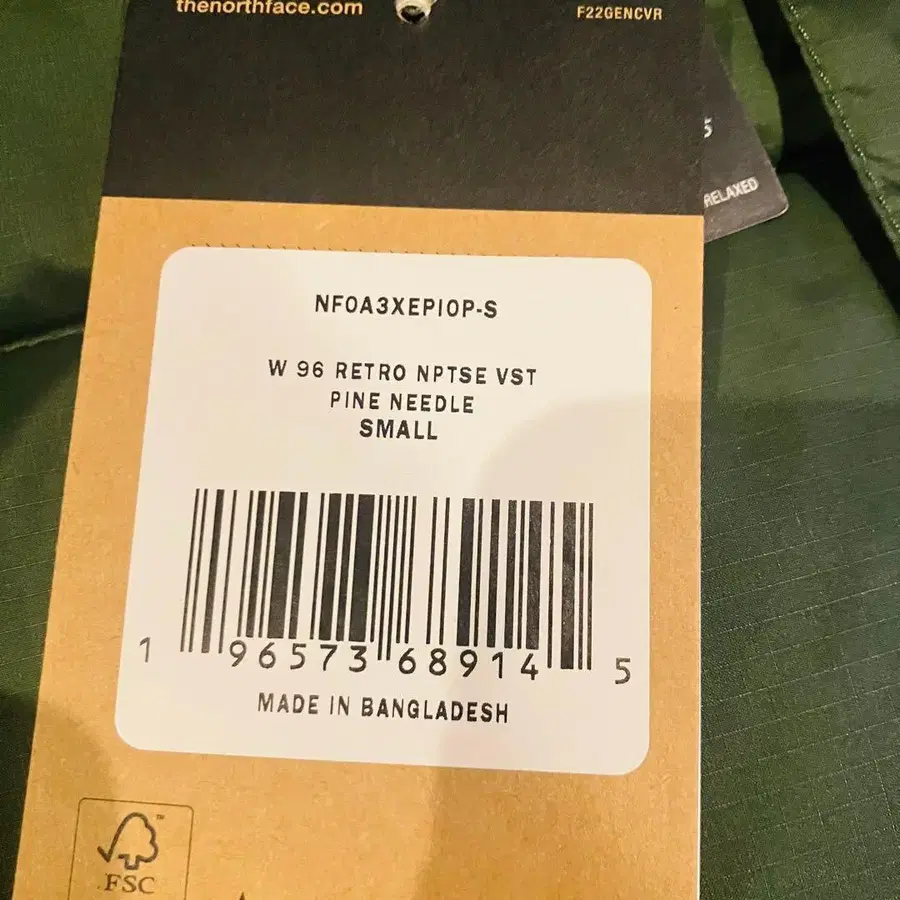 thenorthface.com
F22GENCVR
5
RELAXED
NF0A3XEPI0P-S
W 96 RETRO NPTSE VST
PINE NEEDLE
SMALL
1 96573 68914 5
MADE IN BANGLADESH
FSC